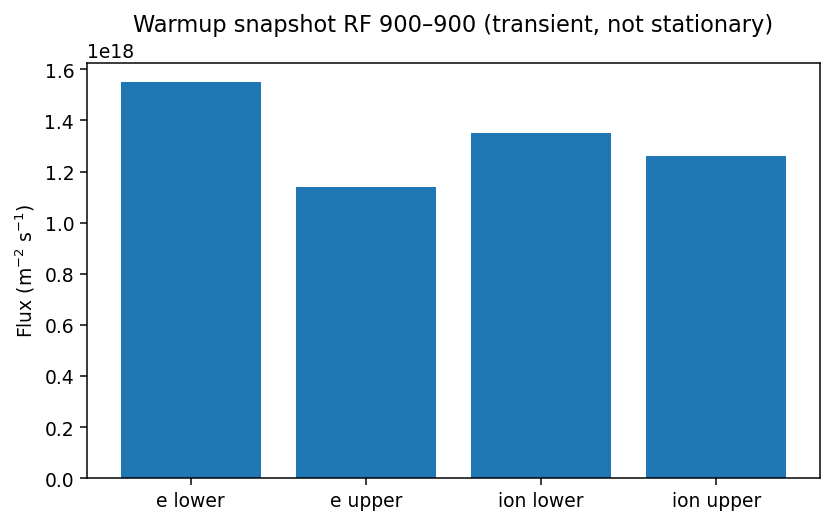 Warmup snapshot RF 900–900 (transient, not stationary)
1e18
1.6
1.4
1.2
1.0
0.8
0.6
0.4
0.2
0.0
Flux (m⁻² s⁻¹)
e lower
e upper
ion lower
ion upper